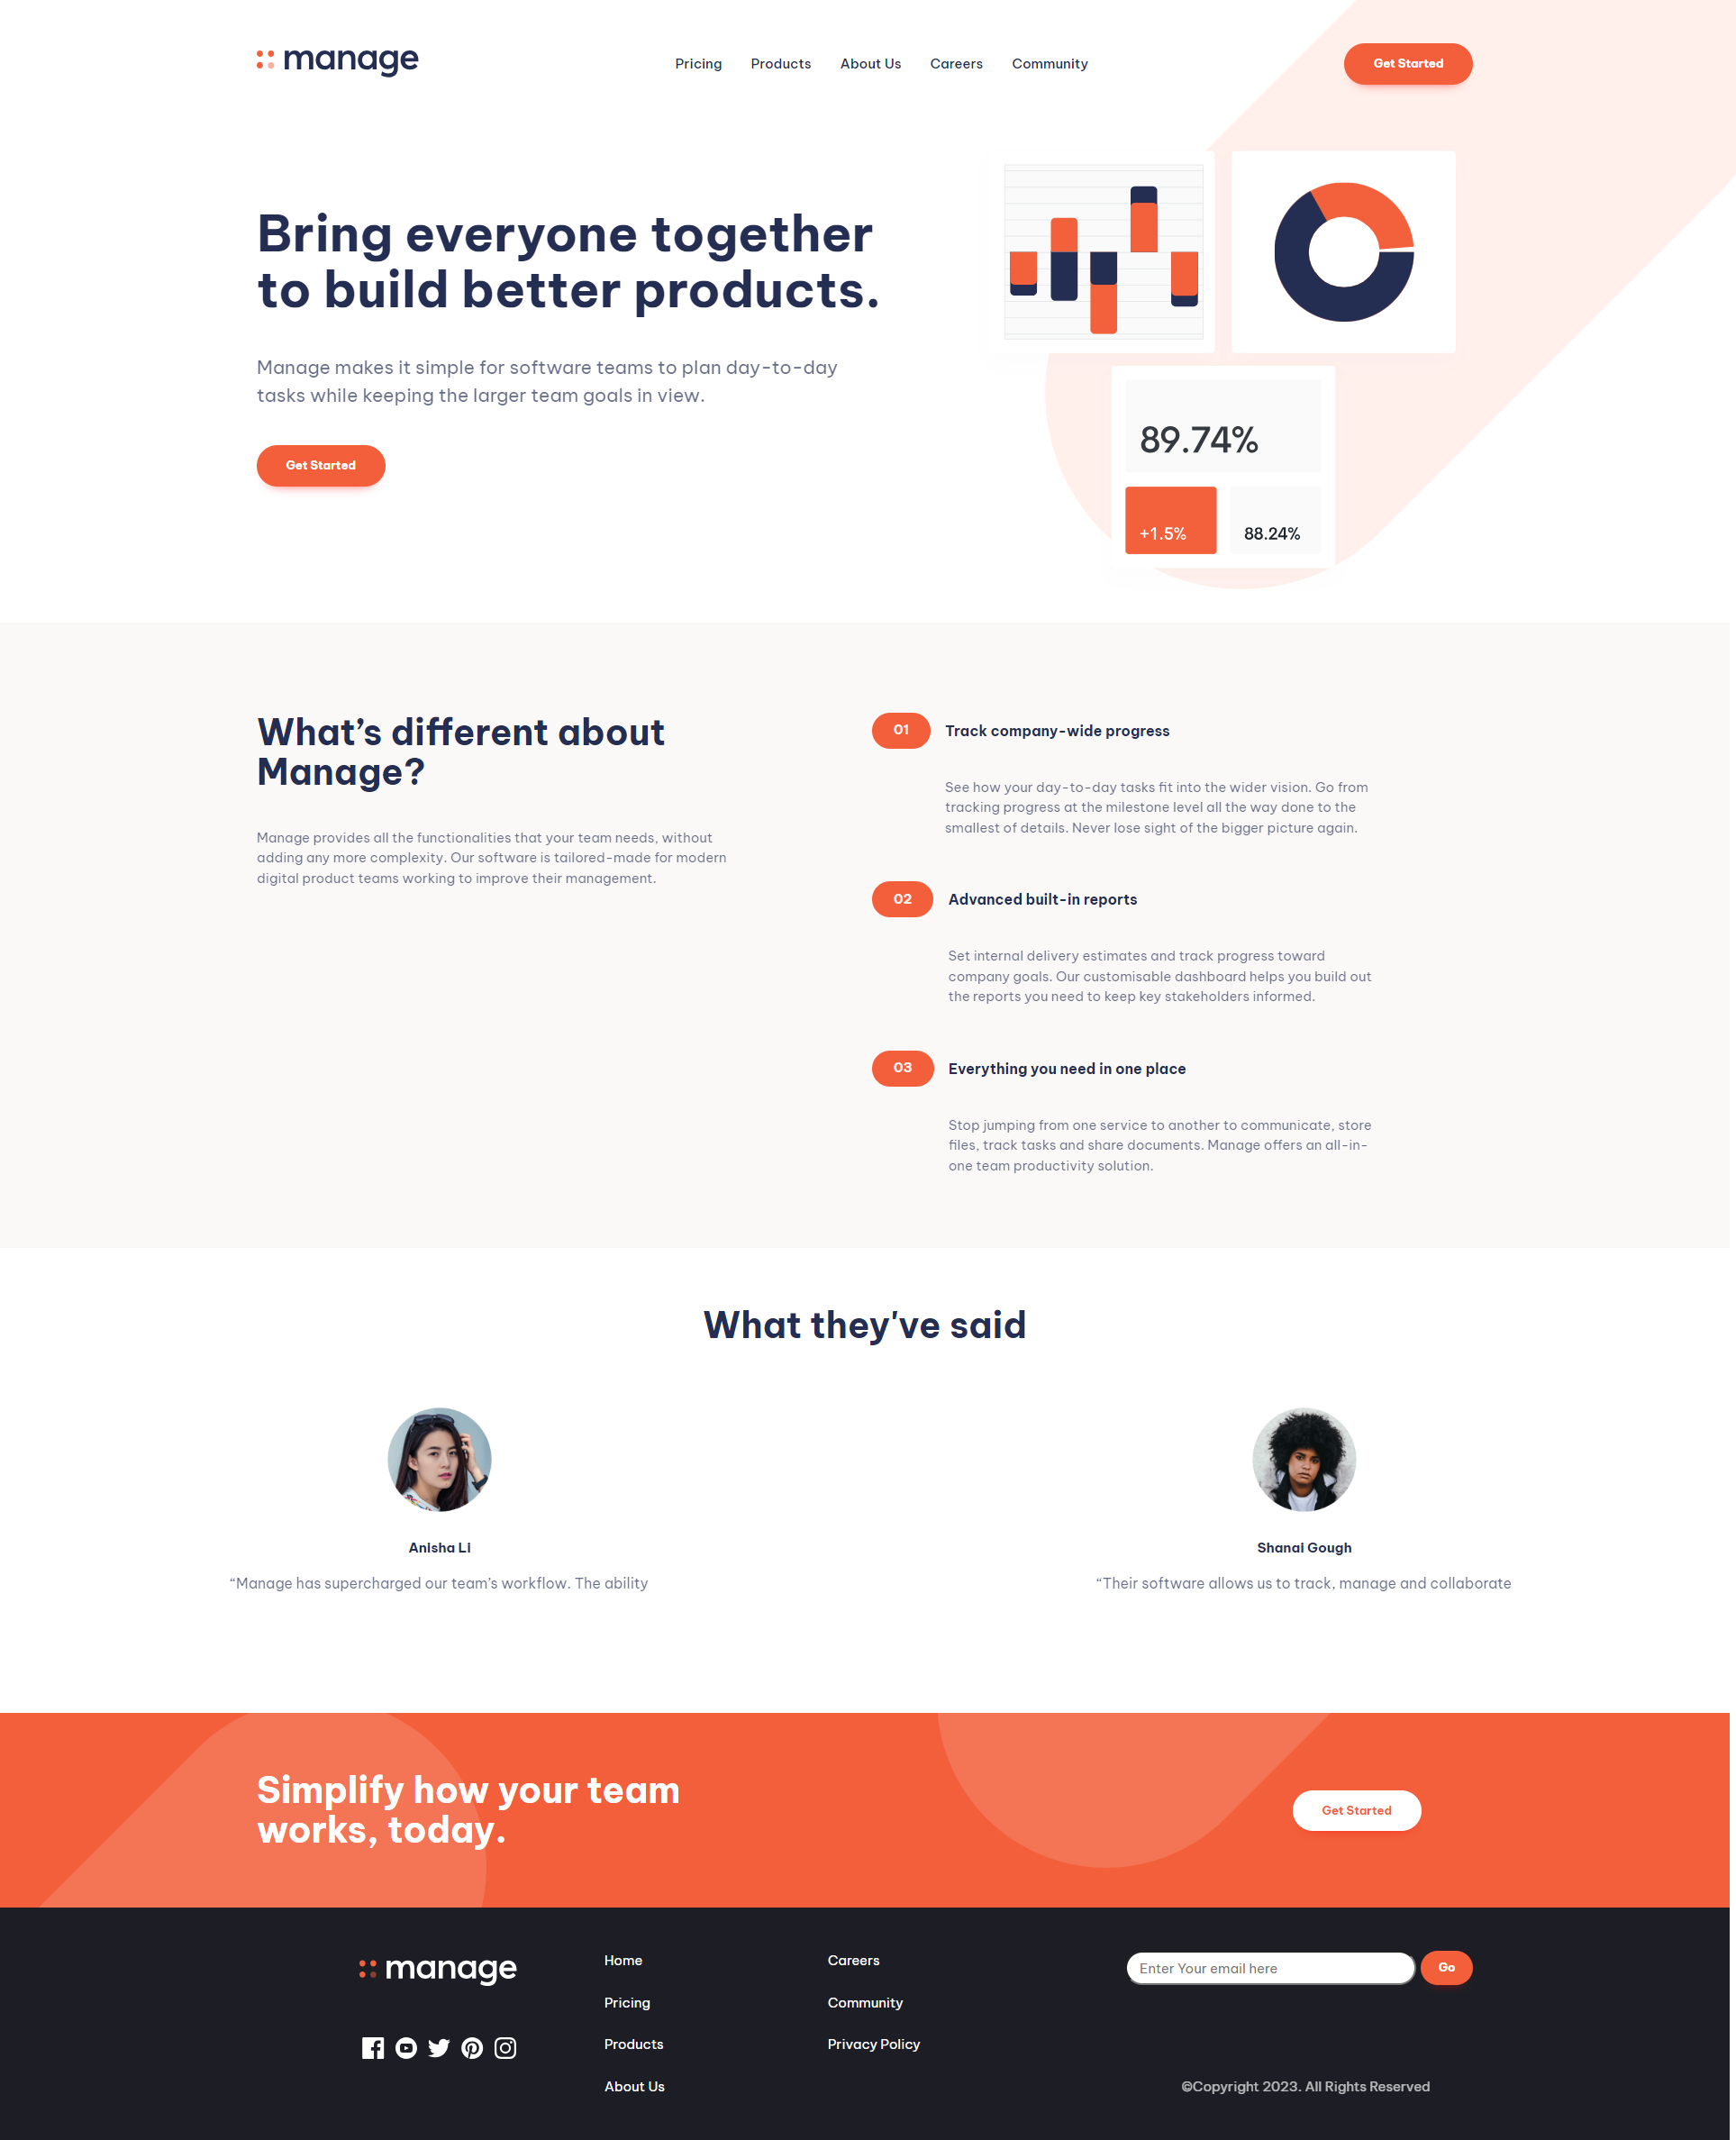 manage
Pricing
Products
About Us
Careers
Community
Get Started
Bring everyone together
to build better products.
Manage makes it simple for software teams to plan day-to-day
tasks while keeping the larger team goals in view.
Get Started
89.74%
+1.5%
88.24%
What’s different about
Manage?
Manage provides all the functionalities that your team needs, without
adding any more complexity. Our software is tailored-made for modern
digital product teams working to improve their management.
01
Track company-wide progress
See how your day-to-day tasks fit into the wider vision. Go from
tracking progress at the milestone level all the way done to the
smallest of details. Never lose sight of the bigger picture again.
02
Advanced built-in reports
Set internal delivery estimates and track progress toward
company goals. Our customisable dashboard helps you build out
the reports you need to keep key stakeholders informed.
03
Everything you need in one place
Stop jumping from one service to another to communicate, store
files, track tasks and share documents. Manage offers an all-in-
one team productivity solution.
What they've said
Anisha Li
“Manage has supercharged our team’s workflow. The ability
Shanai Gough
“Their software allows us to track, manage and collaborate
Simplify how your team
works, today.
Get Started
manage
Home
Pricing
Products
About Us
Careers
Community
Privacy Policy
Enter Your email here
Go
©Copyright 2023. All Rights Reserved